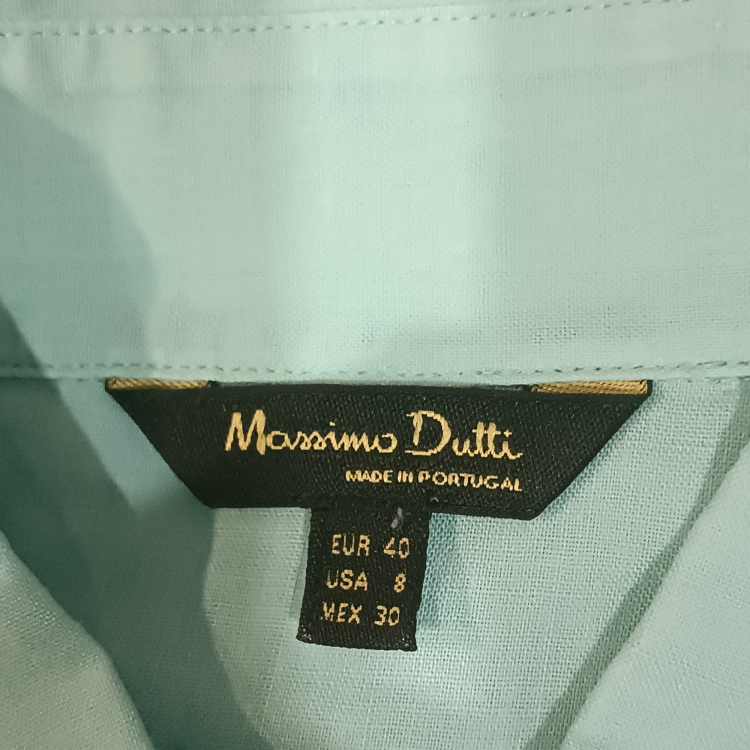 Massimo Dutti
MADE IN PORTUGAL
EUR 40
USA 8
MEX 30